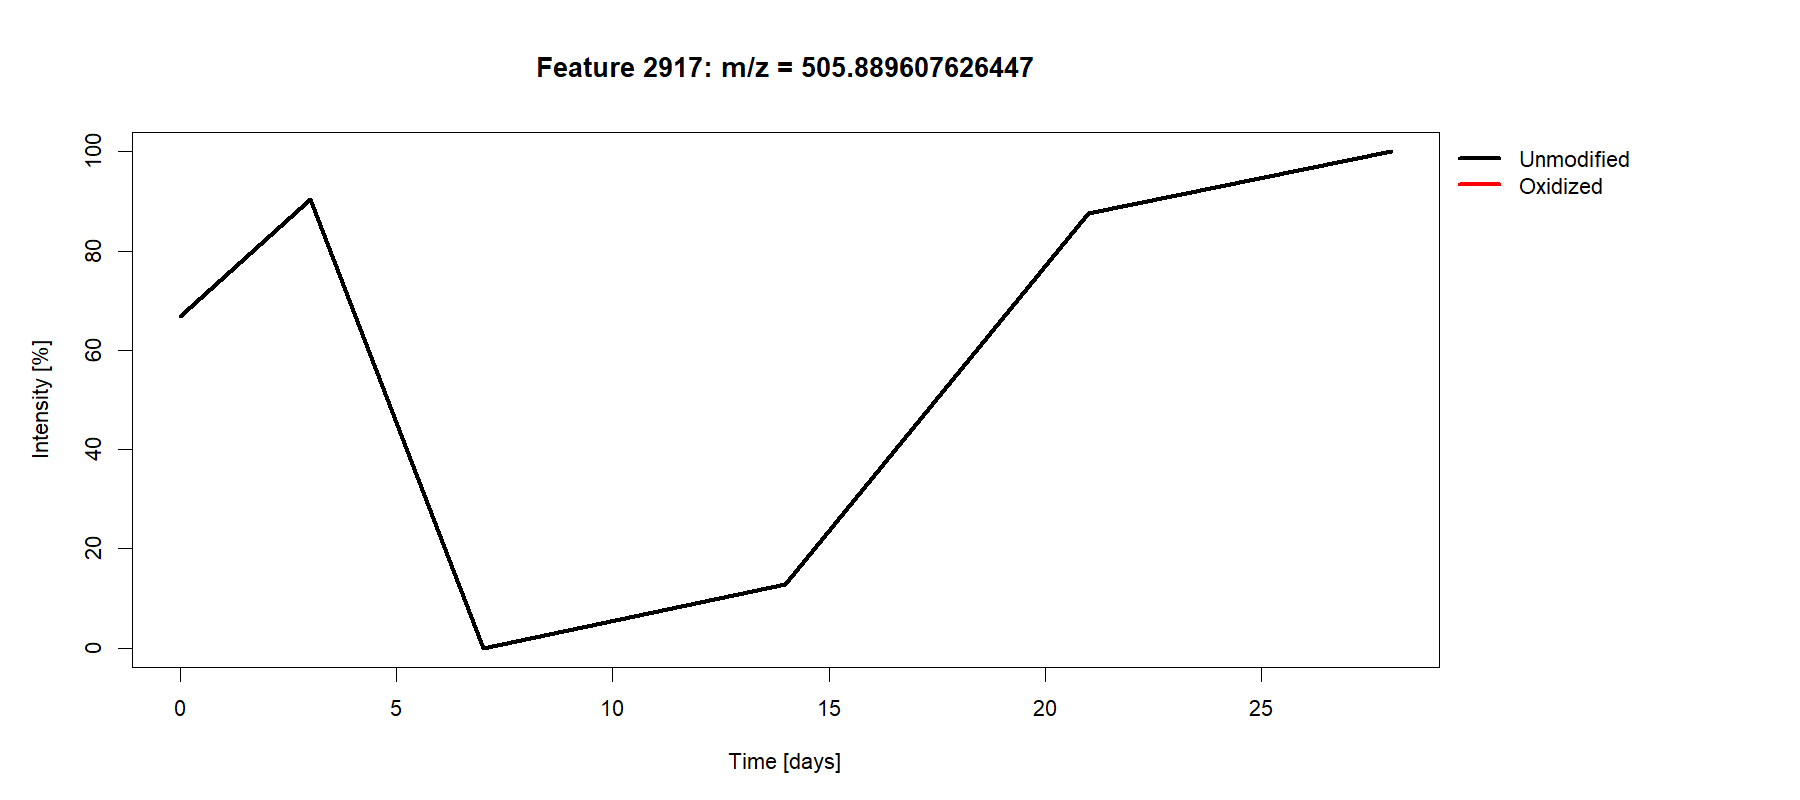 Feature 2917: m/z = 505.889607626447
Unmodified
Oxidized
Intensity [%]
100
80
60
40
20
0
0 5 10 15 20 25
Time [days]